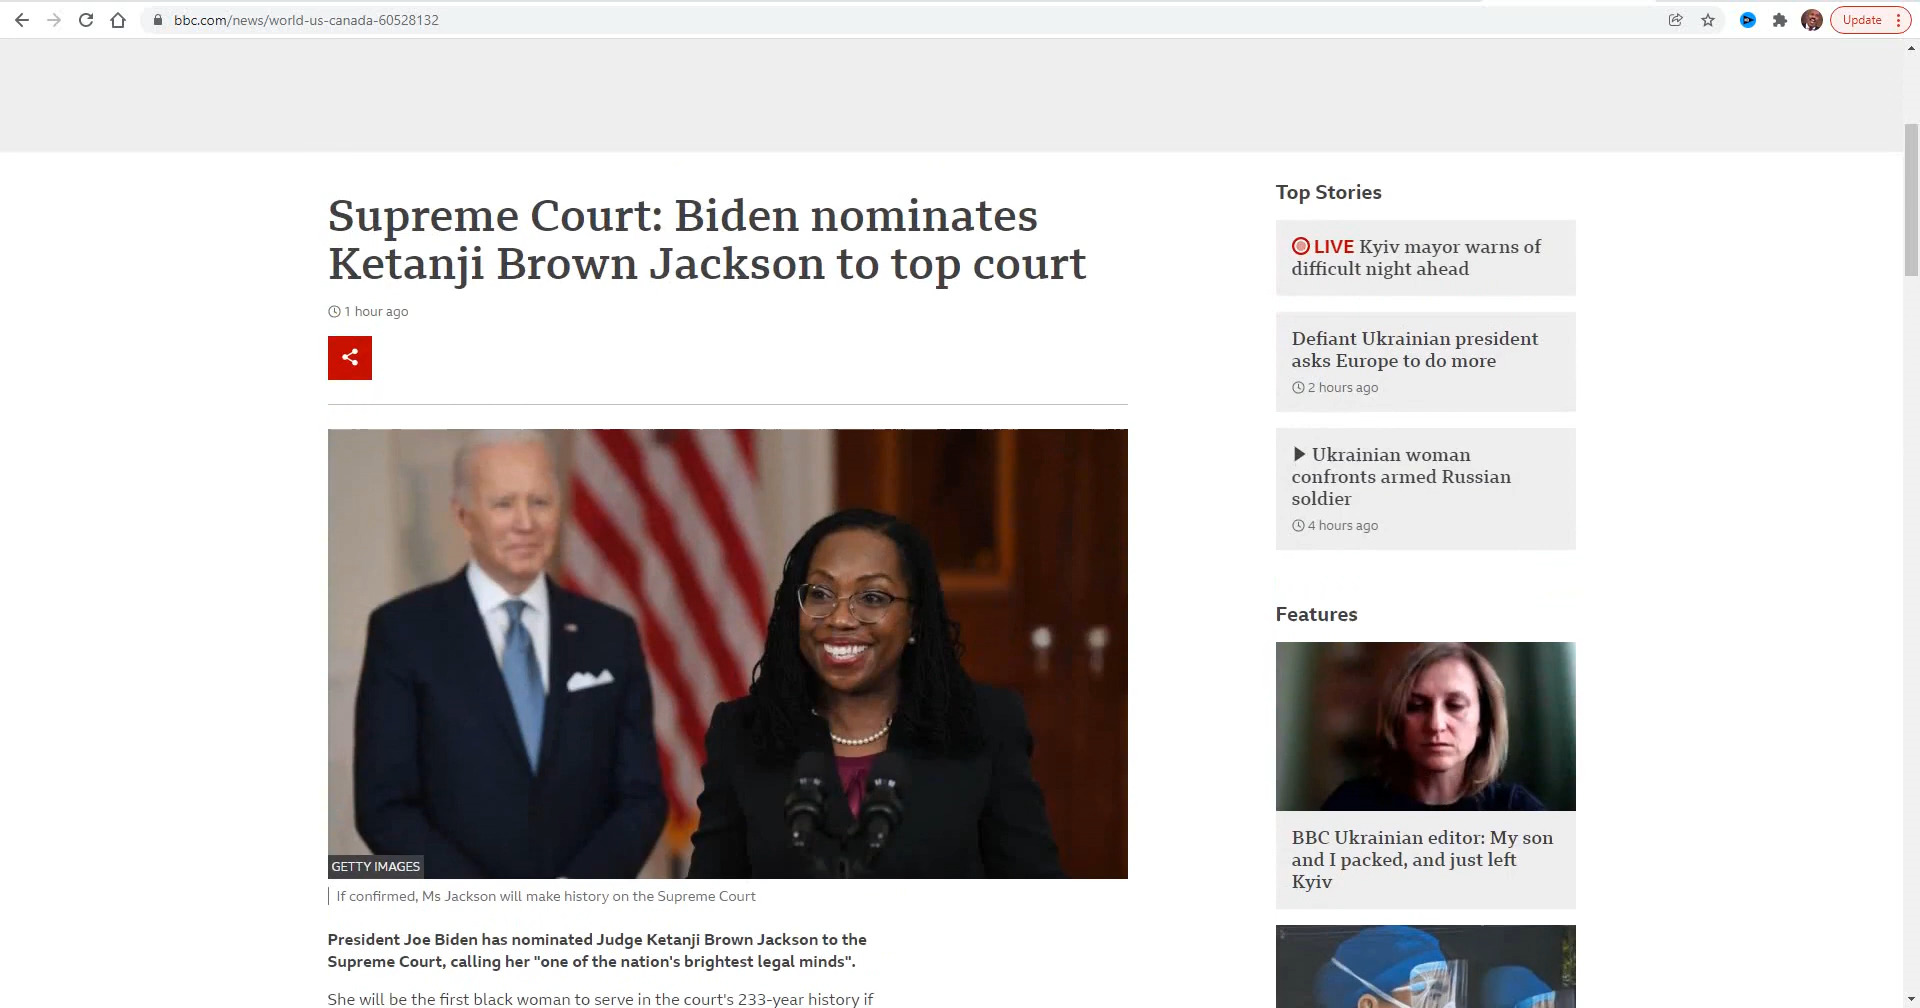 bbc.com/news/world-us-canada-60528132
Update
Supreme Court: Biden nominates
Ketanji Brown Jackson to top court
1 hour ago
GETTY IMAGES
If confirmed, Ms Jackson will make history on the Supreme Court
President Joe Biden has nominated Judge Ketanji Brown Jackson to the
Supreme Court, calling her "one of the nation's brightest legal minds".
She will be the first black woman to serve in the court's 233-year history if
Top Stories
LIVE Kyiv mayor warns of
difficult night ahead
Defiant Ukrainian president
asks Europe to do more
2 hours ago
Ukrainian woman
confronts armed Russian
soldier
4 hours ago
Features
BBC Ukrainian editor: My son
and I packed, and just left
Kyiv